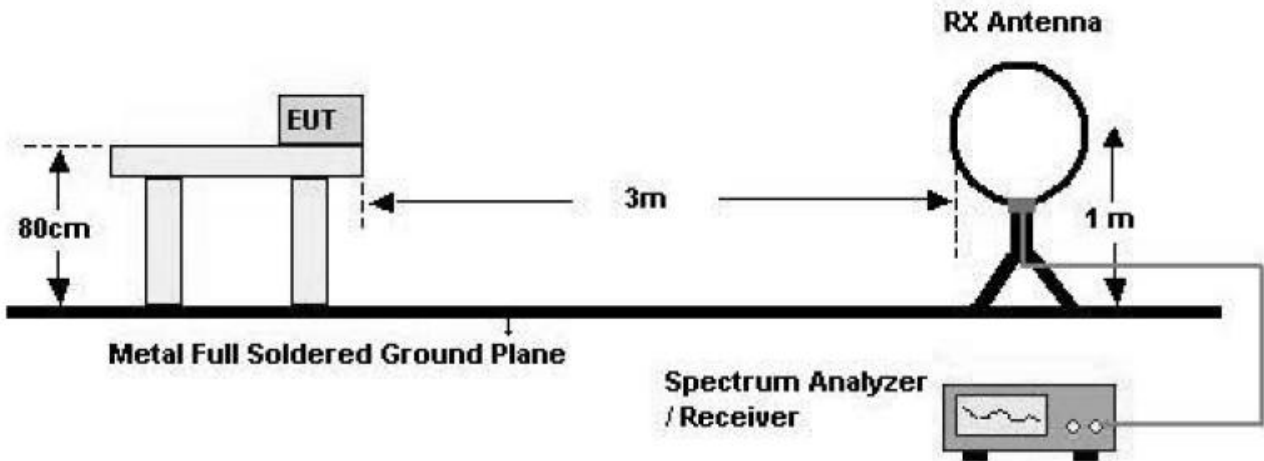 RX Antenna
EUT
80cm
3m
1 m
Metal Full Soldered Ground Plane
Spectrum Analyzer
/ Receiver